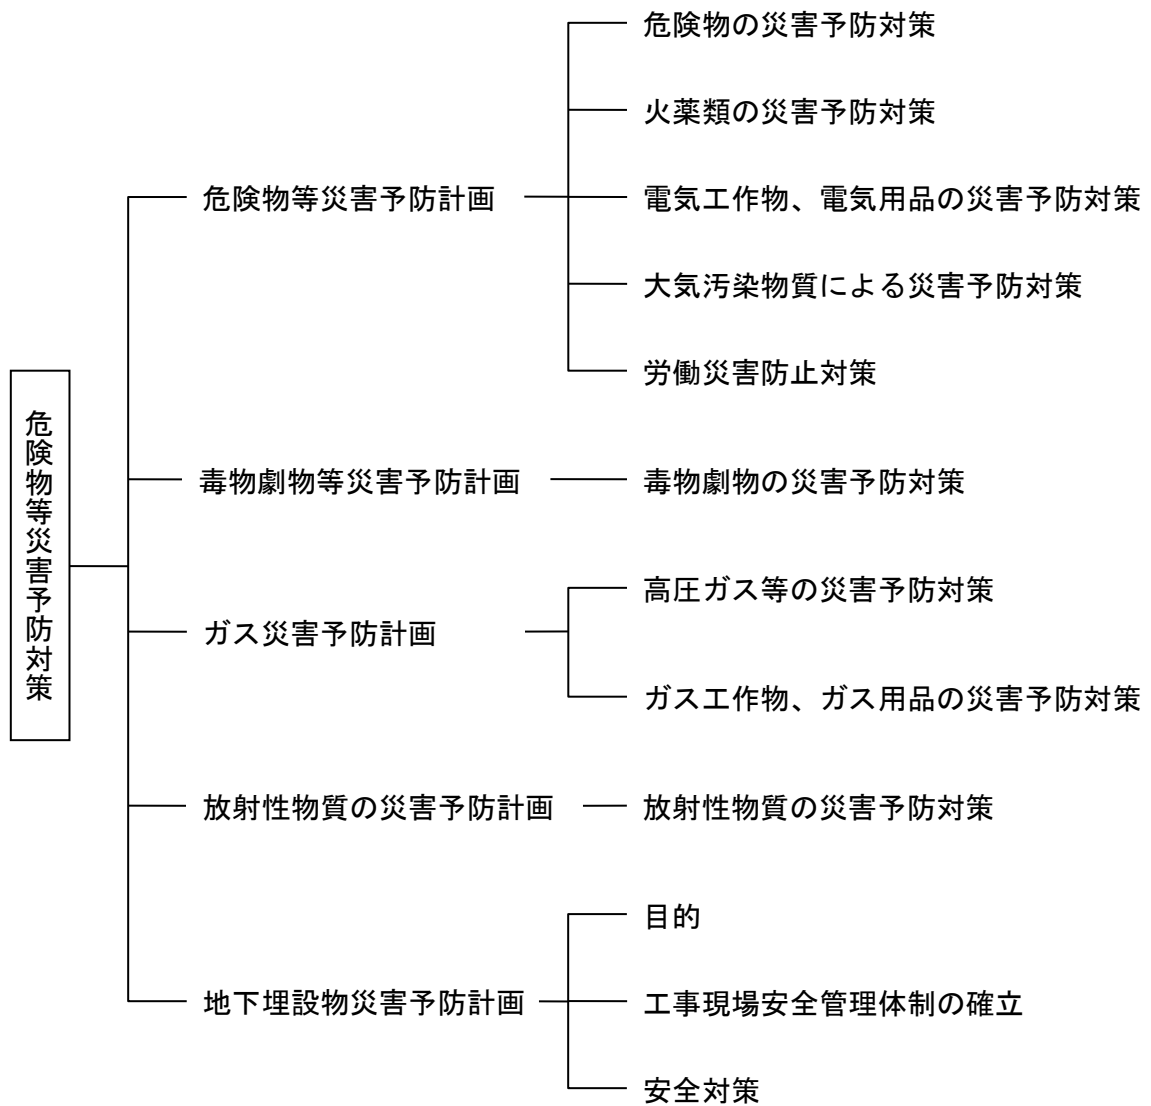 危険物等災害予防対策
危険物等災害予防計画
危険物の災害予防対策
火薬類の災害予防対策
電気工作物、電気用品の災害予防対策
大気汚染物質による災害予防対策
労働災害防止対策
毒物劇物等災害予防計画
毒物劇物の災害予防対策
ガス災害予防計画
高圧ガス等の災害予防対策
ガス工作物、ガス用品の災害予防対策
放射性物質の災害予防計画
放射性物質の災害予防対策
地下埋設物災害予防計画
目的
工事現場安全管理体制の確立
安全対策